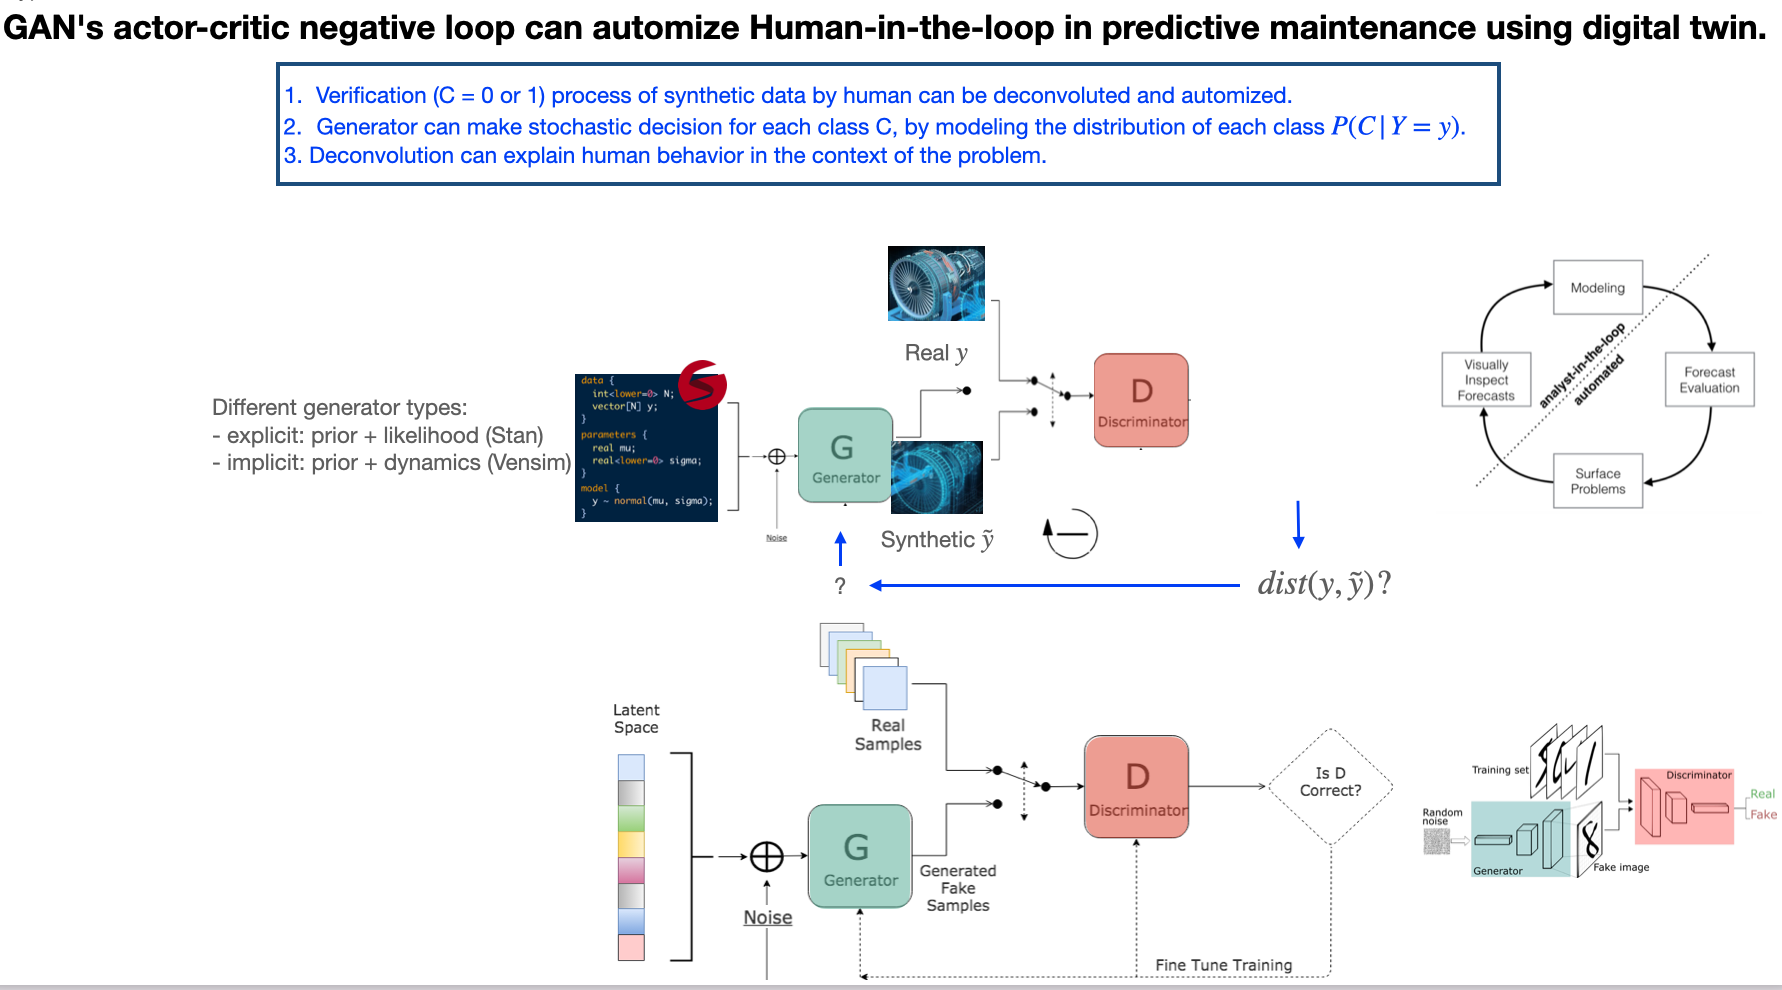 GAN's actor-critic negative loop can automize Human-in-the-loop in predictive maintenance using digital twin.
1. Verification (C = 0 or 1) process of synthetic data by human can be deconvoluted and automized.
2. Generator can make stochastic decision for each class C, by modeling the distribution of each class P(C|Y = y).
3. Deconvolution can explain human behavior in the context of the problem.
Different generator types:
- explicit: prior + likelihood (Stan)
- implicit: prior + dynamics (Vensim)
data {
int<lower=0> N;
vector[N] y;
}
parameters {
real mu;
real<lower=0> sigma;
}
model {
y ~ normal(mu, sigma);
}
S
Noise
G
Generator
Real y
Synthetic ỹ
D
Discriminator
?
dist(y, ỹ)?
Modeling
Visually
Inspect
Forecasts
analyst-in-the-loop
automated
Forecast
Evaluation
Surface
Problems
Latent
Space
Noise
Real
Samples
G
Generator
Generated
Fake
Samples
D
Discriminator
Is D
Correct?
Fine Tune Training
Training set
Random
noise
Generator
8
Fake image
Discriminator
Real
Fake